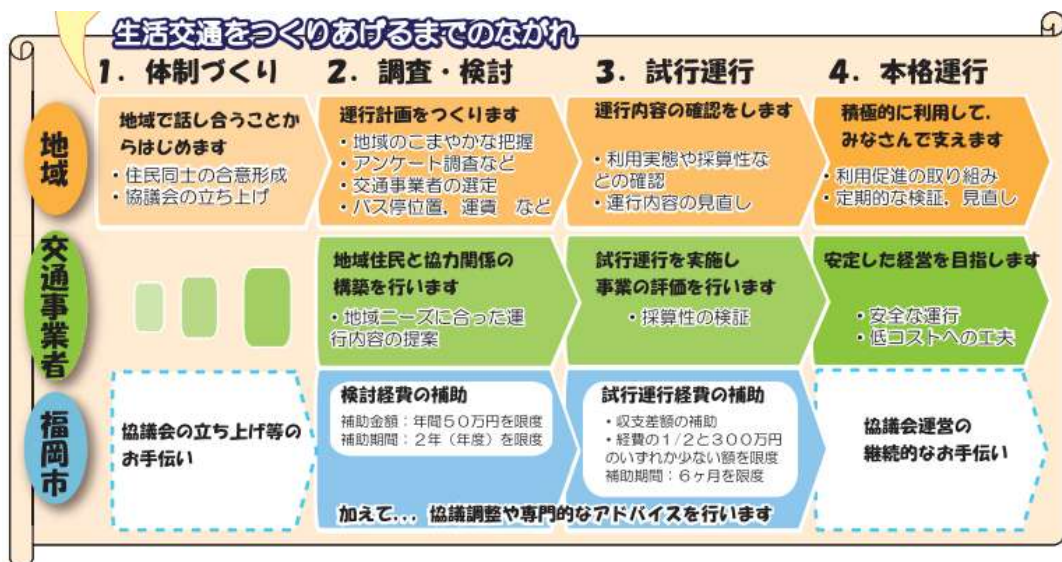 生活交通をつくりあげるまでのながれ
1. 体制づくり
2. 調査・検討
3. 試行運行
4. 本格運行
地域
地域で話し合うことか
らはじめます
・住民同士の合意形成
・協議会の立ち上げ
運行計画をつくります
・地域のこまやかな把握
・アンケート調査など
・交通事業者の選定
・バス停位置，運賃　など
運行内容の確認をします
・利用実態や採算性な
どの確認
・運行内容の見直し
積極的に利用して，
みなさんで支えます
・利用促進の取り組み
・定期的な検証，見直し
交通事業者
地域住民と協力関係の
構築を行います
・地域ニーズに合った運
行内容の提案
試行運行を実施し
事業の評価を行います
・採算性の検証
安定した経営を目指します
・安全な運行
・低コストへの工夫
福岡市
協議会の立ち上げ等の
お手伝い
検討経費の補助
補助金額：年間５０万円を限度
補助期間：２年（年度）を限度
試行運行経費の補助
・収支差額の補助
・経費の１/２と３００万円
のいずれか少ない額を限度
補助期間：６ヶ月を限度
協議会運営の
継続的なお手伝い
加えて... 協議調整や専門的なアドバイスを行います